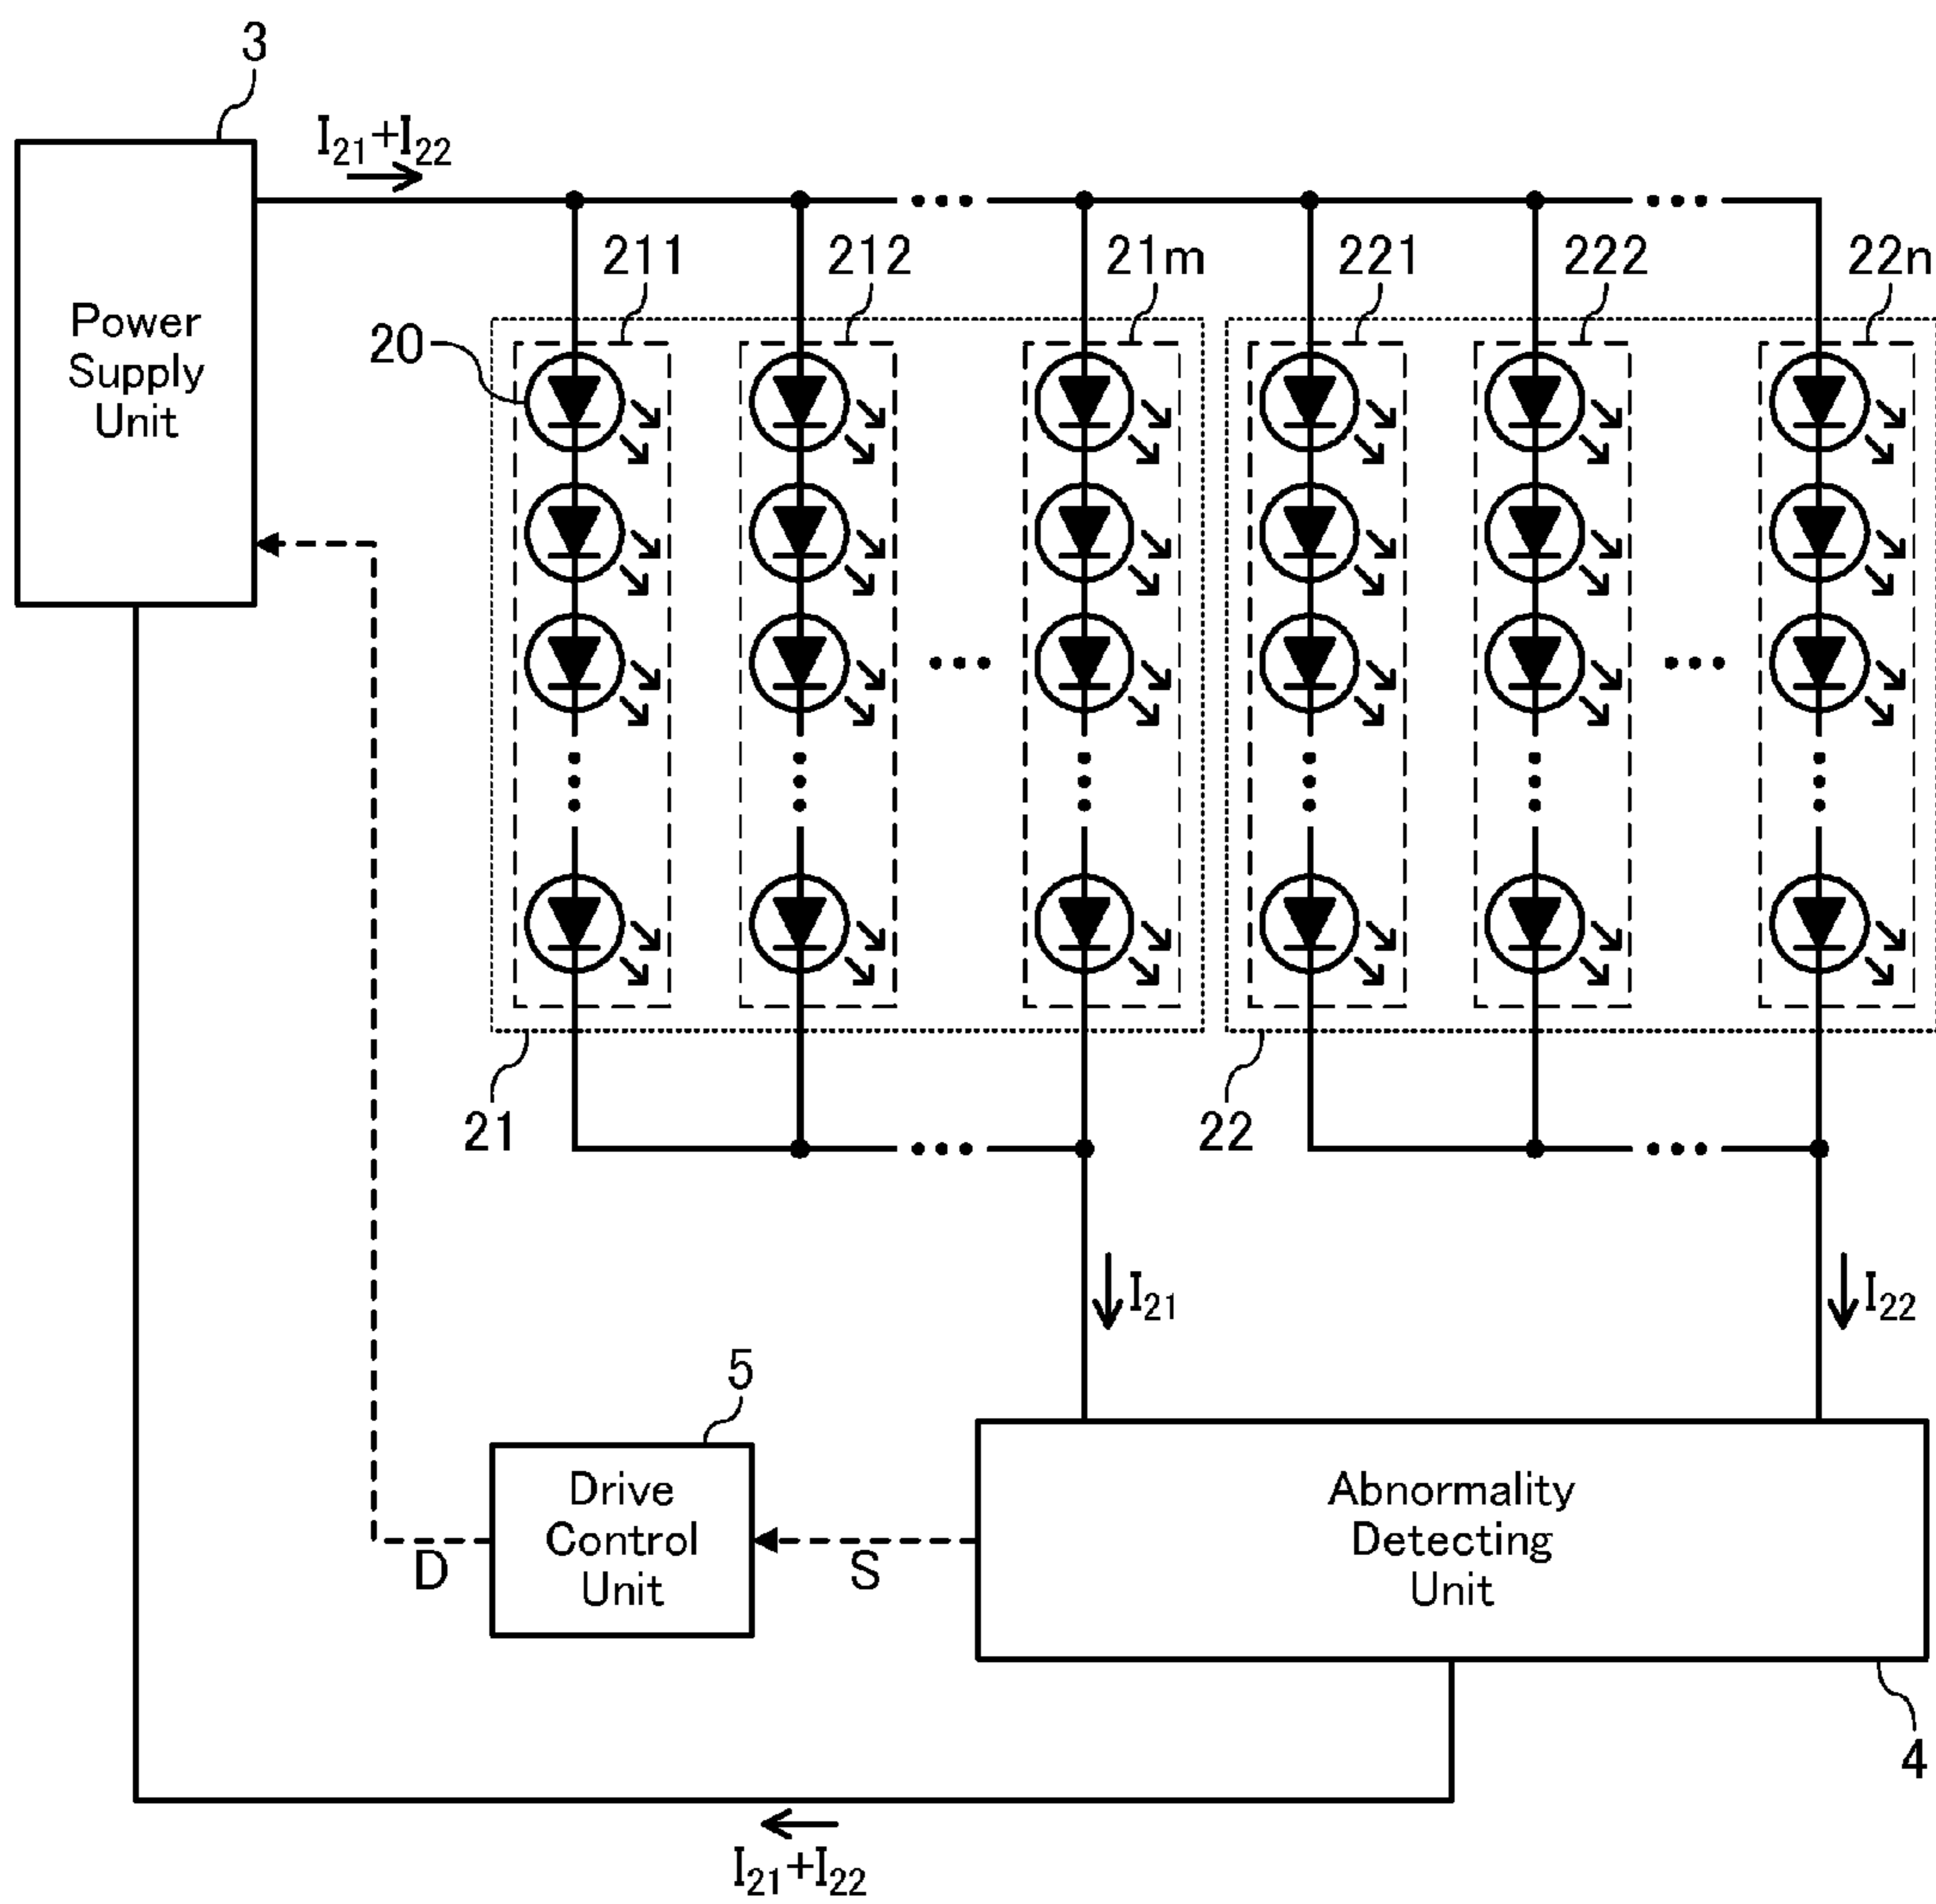 3
I₂₁+I₂₂
211
212
21m
221
222
22n
Power
Supply
Unit
20
21
22
I₂₁
I₂₂
5
Drive
Control
Unit
Abnormality
Detecting
Unit
D
S
4
I₂₁+I₂₂